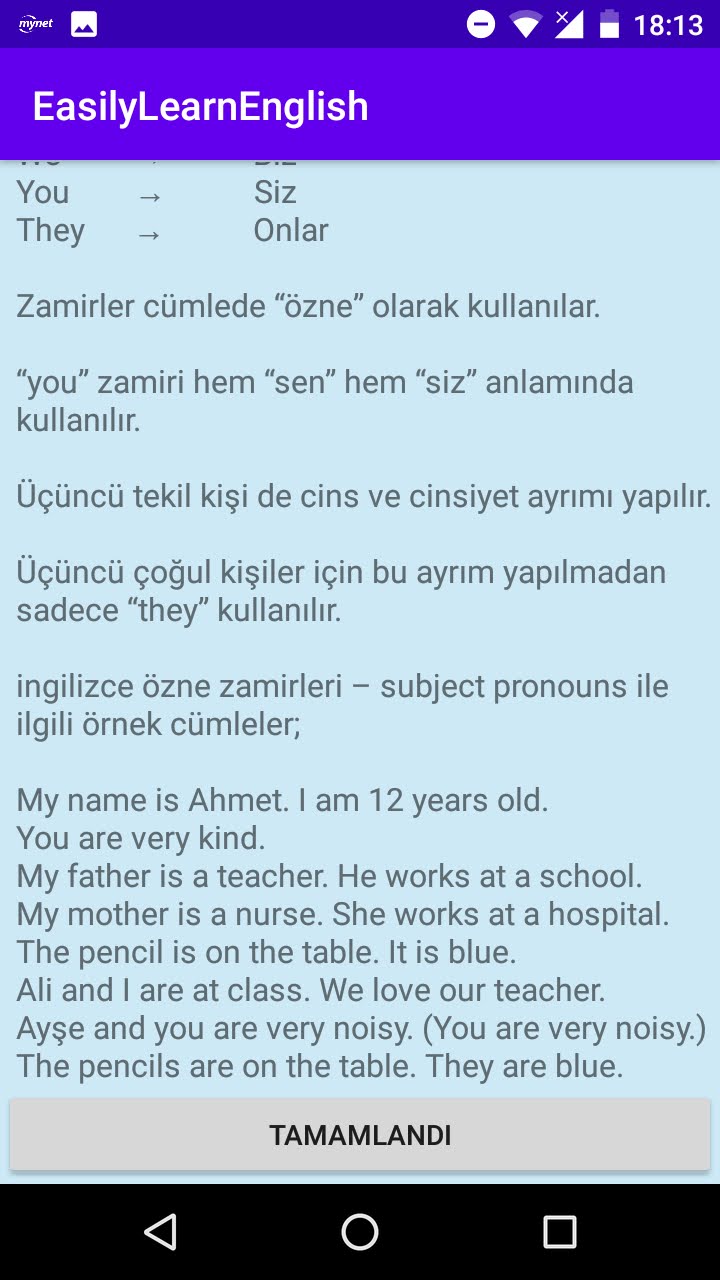 mynet 18:13
EasilyLearnEnglish
You → Siz
They → Onlar
Zamirler cümlede “özne” olarak kullanılar.
“you” zamiri hem “sen” hem “siz” anlamında
kullanılır.
Üçüncü tekil kişi de cins ve cinsiyet ayrımı yapılır.
Üçüncü çoğul kişiler için bu ayrım yapılmadan
sadece “they” kullanılır.
ingilizce özne zamirleri – subject pronouns ile
ilgili örnek cümleler;
My name is Ahmet. I am 12 years old.
You are very kind.
My father is a teacher. He works at a school.
My mother is a nurse. She works at a hospital.
The pencil is on the table. It is blue.
Ali and I are at class. We love our teacher.
Ayşe and you are very noisy. (You are very noisy.)
The pencils are on the table. They are blue.
TAMAMLANDI